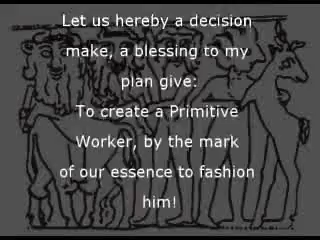 Let us hereby a decision
make, a blessing to my
plan give:
To create a Primitive
Worker, by the mark
of our essence to fashion
him!